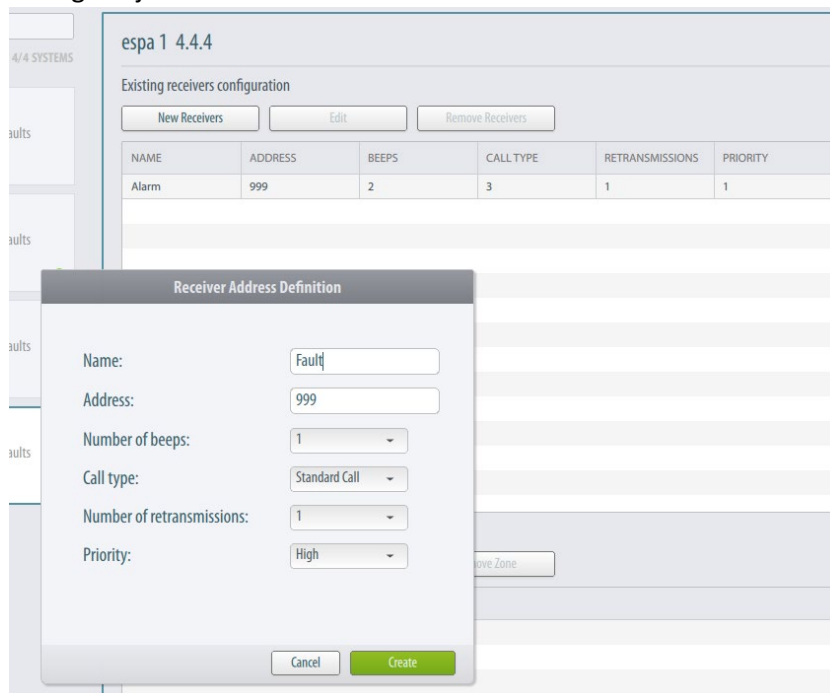 4/4 SYSTEMS
espa 1 4.4.4
Existing receivers configuration
New Receivers Edit Remove Receivers
NAME ADDRESS BEEPS CALL TYPE RETRANSMISSIONS PRIORITY
Alarm 999 2 3 1 1
aults
aults
aults
aults
Receiver Address Definition
Name: Fault
Address: 999
Number of beeps: 1
Call type: Standard Call
Number of retransmissions: 1
Priority: High
ove Zone
Cancel Create